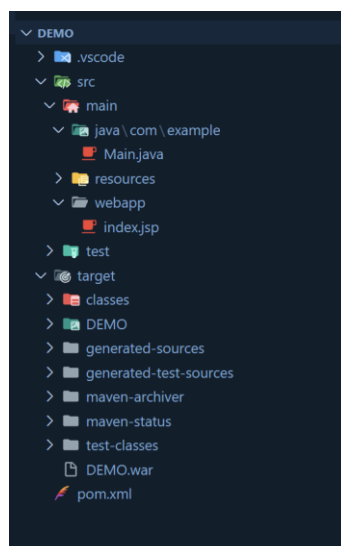 DEMO
.vscode
src
main
java\com\example
Main.java
resources
webapp
index.jsp
test
target
classes
DEMO
generated-sources
generated-test-sources
maven-archiver
maven-status
test-classes
DEMO.war
pom.xml